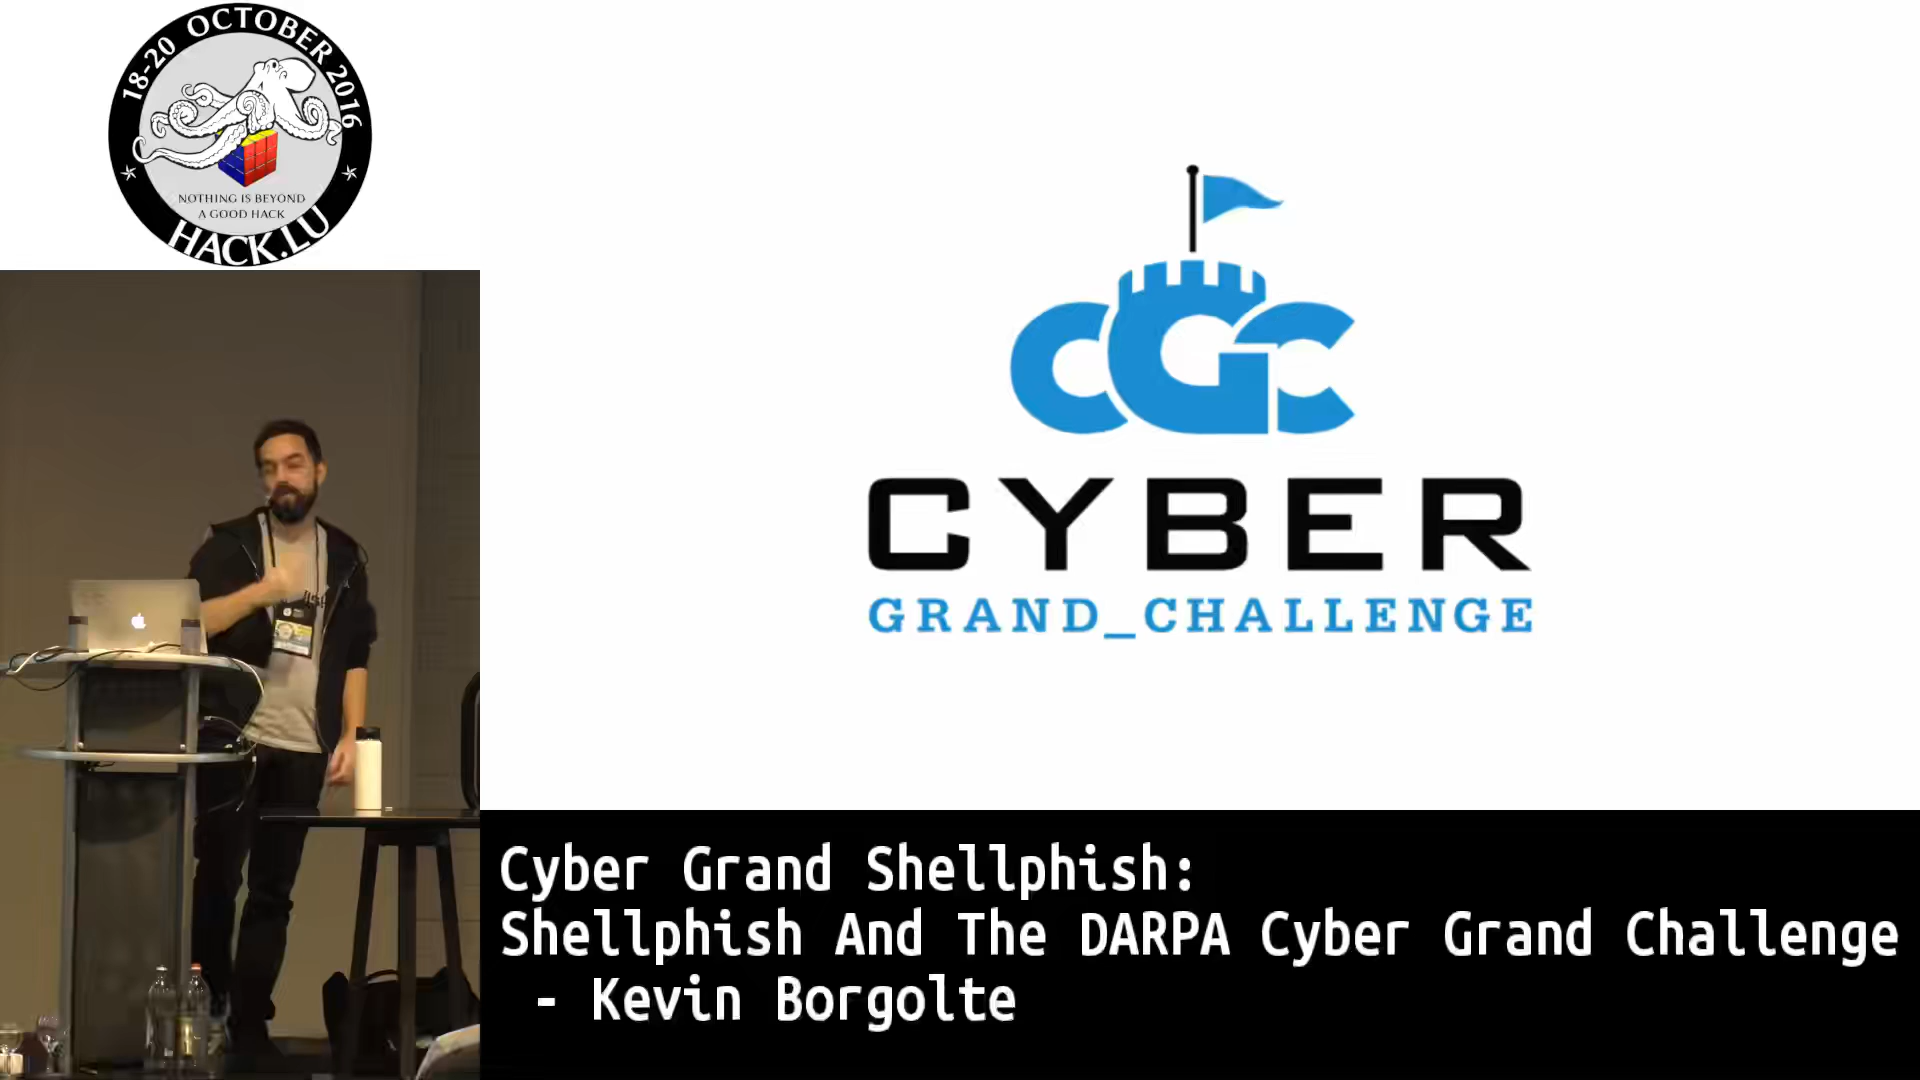 18-20 OCTOBER 2016
NOTHING IS BEYOND
A GOOD HACK
HACK.LU
cGc
CYBER
GRAND_CHALLENGE
Cyber Grand Shellphish:
Shellphish And The DARPA Cyber Grand Challenge
- Kevin Borgolte